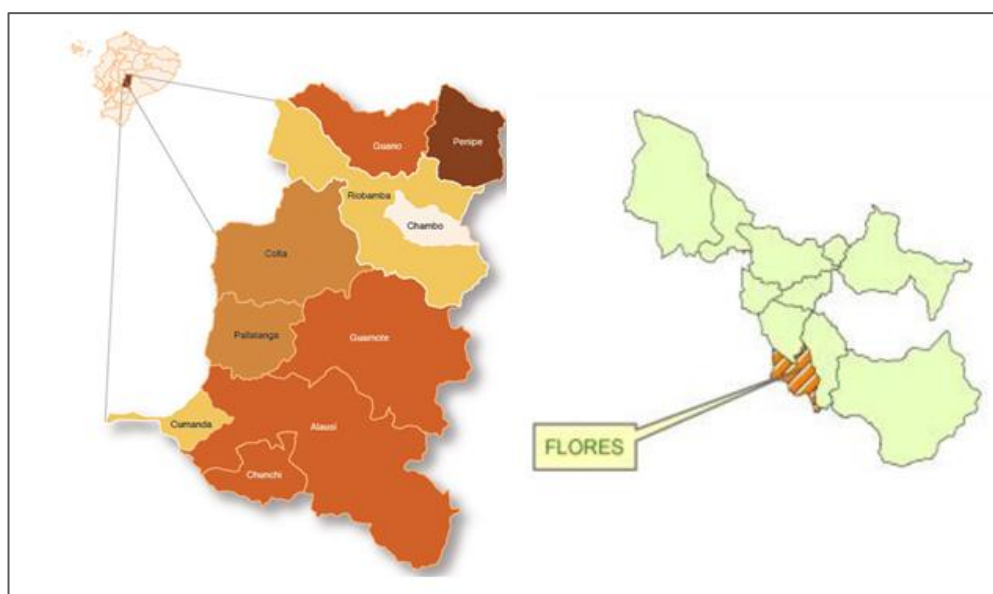 Guano
Penipe
Riobamba
Chambo
Colta
Pallatanga
Guamote
Cumanda
Alausi
Chunchi
FLORES